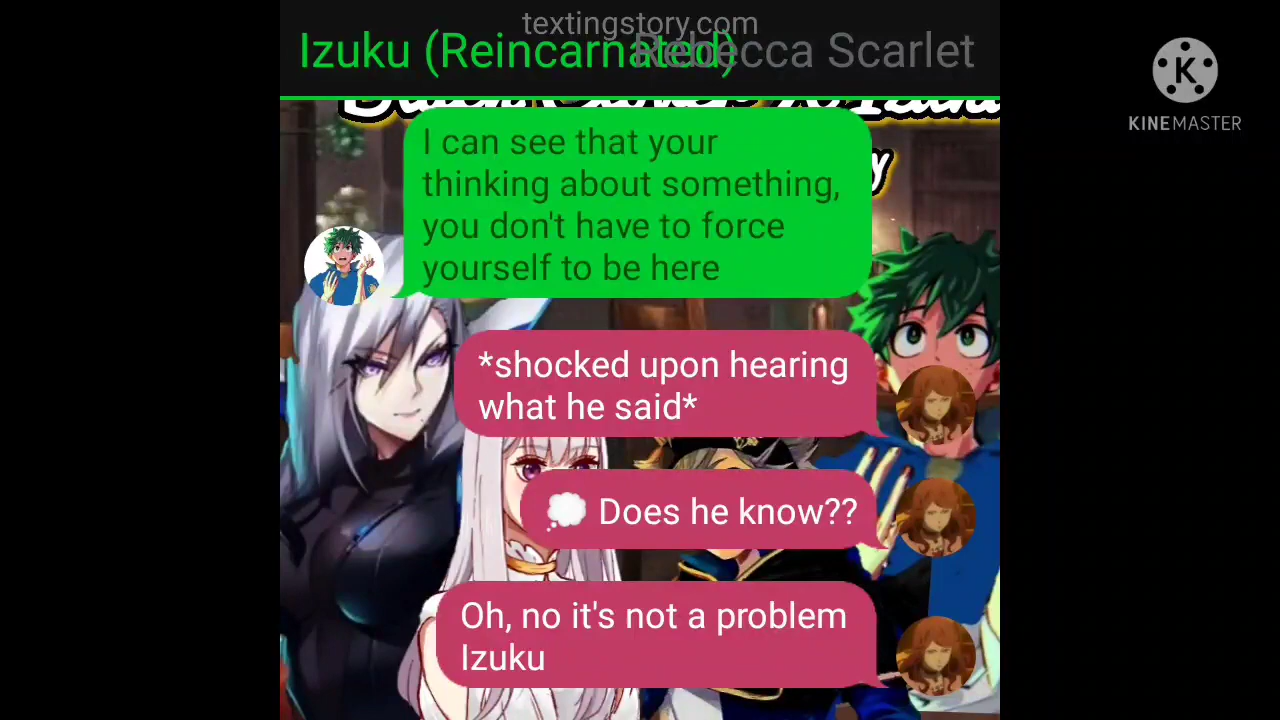 textingstory.com
Izuku (Reincarnated)
Rebecca Scarlet
KINEMASTER
I can see that your
thinking about something,
you don't have to force
yourself to be here
*shocked upon hearing
what he said*
💭 Does he know??
Oh, no it's not a problem
Izuku